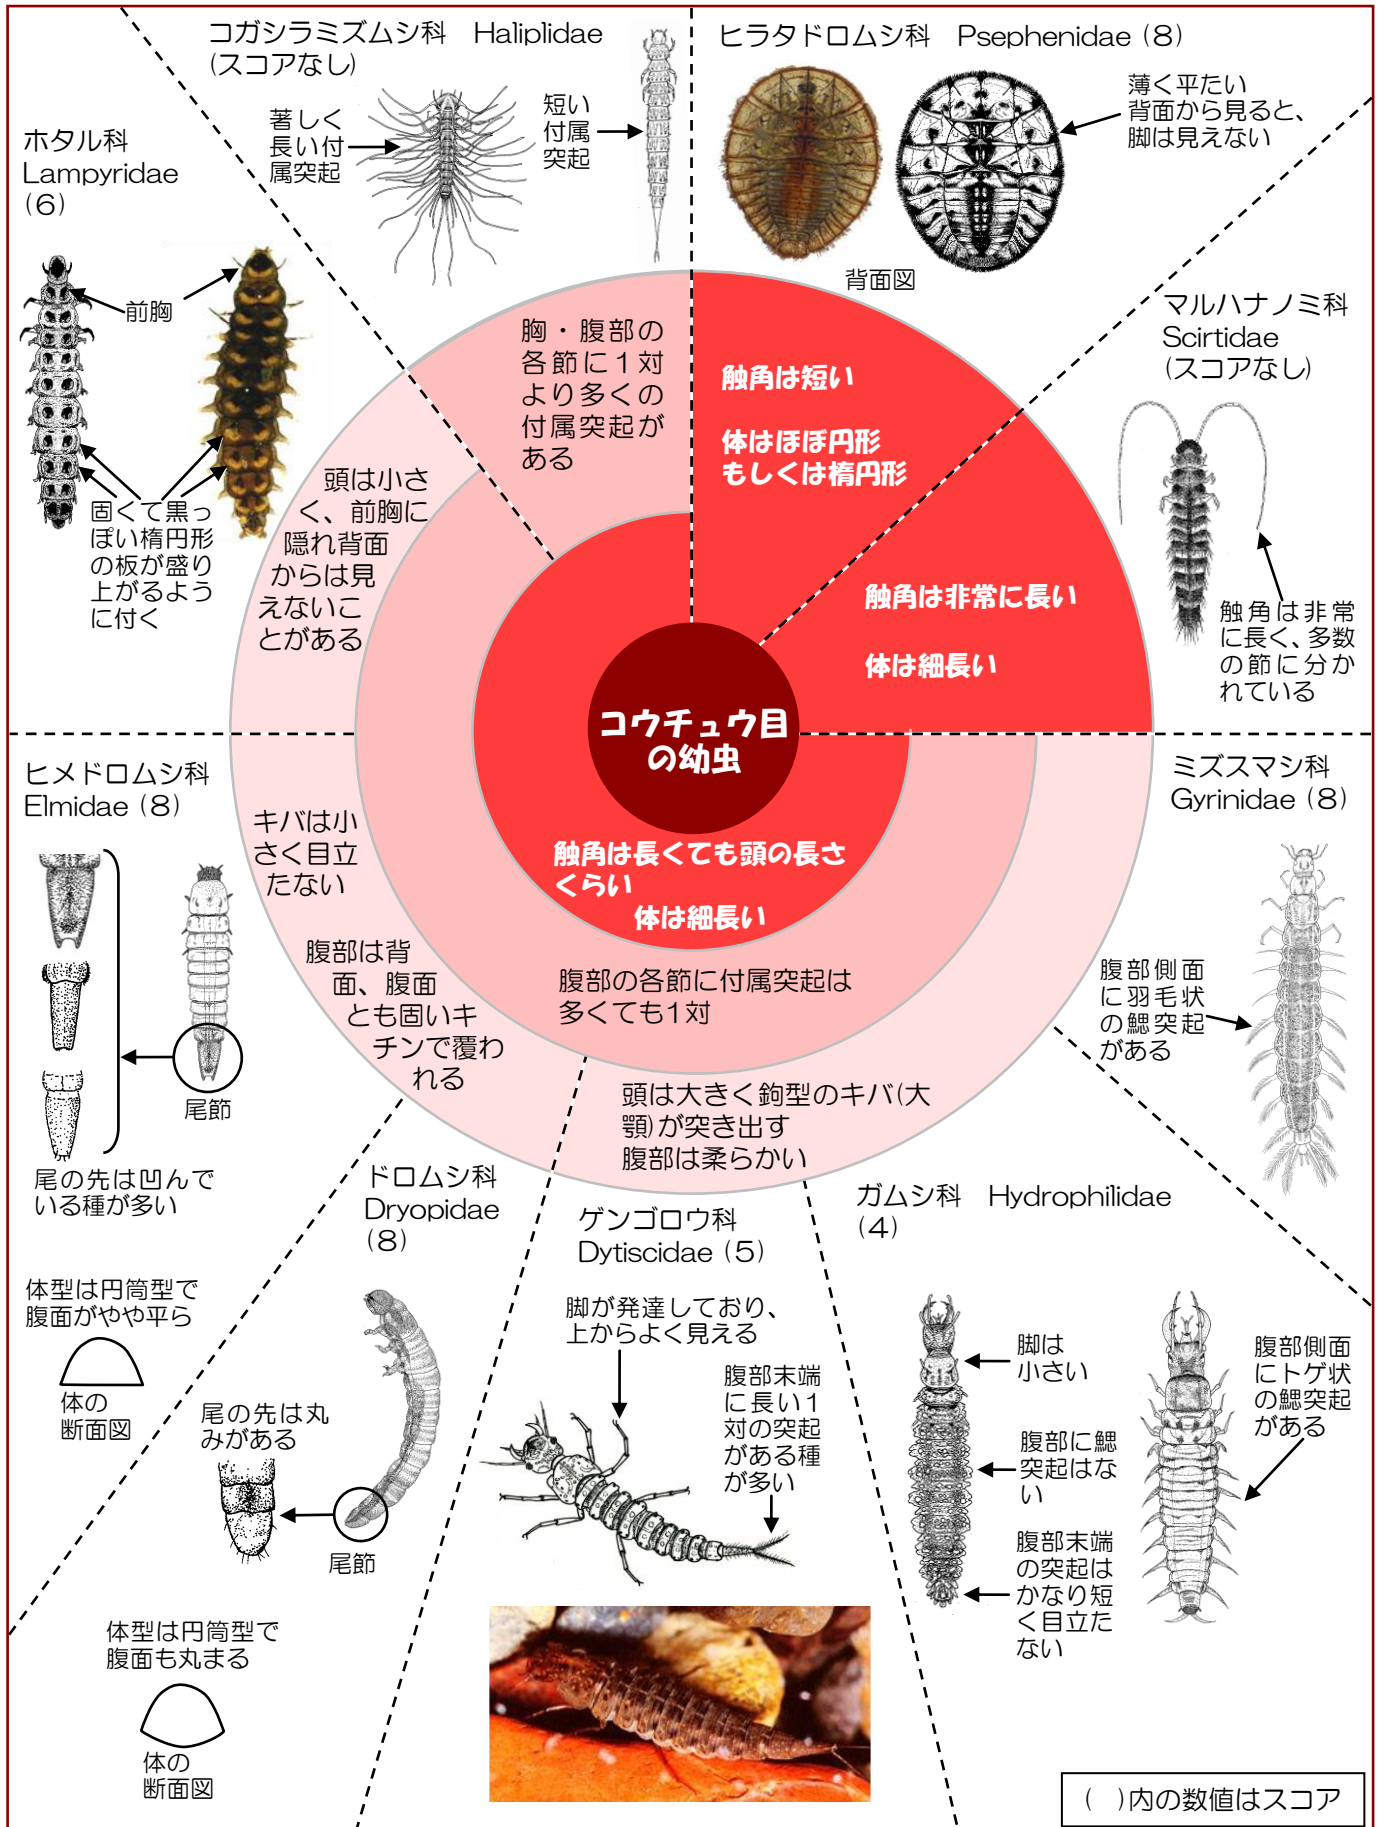 コガシラミズムシ科　Haliplidae
(スコアなし)
著しく
長い付
属突起
短い
付属
突起
ヒラタドロムシ科　Psephenidae (8)
薄く平たい
背面から見ると、
脚は見えない
背面図
ホタル科
Lampyridae
(6)
前胸
固くて黒っ
ぽい楕円形
の板が盛り
上がるよう
に付く
マルハナノミ科
Scirtidae
(スコアなし)
触角は非常
に長く、多数
の節に分か
れている
胸・腹部の
各節に1対
より多くの
付属突起が
ある
触角は短い
体はほぼ円形
もしくは楕円形
頭は小さ
く、前胸に
隠れ背面
からは見
えないこ
とがある
触角は非常に長い
体は細長い
コウチュウ目
の幼虫
触角は長くても頭の長さ
くらい
体は細長い
キバは小
さく目立
たない
腹部は背
面、腹面
とも固いキ
チンで覆わ
れる
腹部の各節に付属突起は
多くても1対
頭は大きく鉤型のキバ(大
顎)が突き出す
腹部は柔らかい
ヒメドロムシ科
Elmidae (8)
尾節
尾の先は凹んで
いる種が多い
体型は円筒型で
腹面がやや平ら
体の
断面図
ミズスマシ科
Gyrinidae (8)
腹部側面
に羽毛状
の鰓突起
がある
ドロムシ科
Dryopidae
(8)
尾の先は丸
みがある
尾節
体型は円筒型で
腹面も丸まる
体の
断面図
ゲンゴロウ科
Dytiscidae (5)
脚が発達しており、
上からよく見える
腹部末端
に長い1
対の突起
がある種
が多い
ガムシ科　Hydrophilidae
(4)
脚は
小さい
腹部に鰓
突起はな
い
腹部末端
の突起は
かなり短
く目立た
ない
腹部側面
にトゲ状
の鰓突起
がある
(　)内の数値はスコア